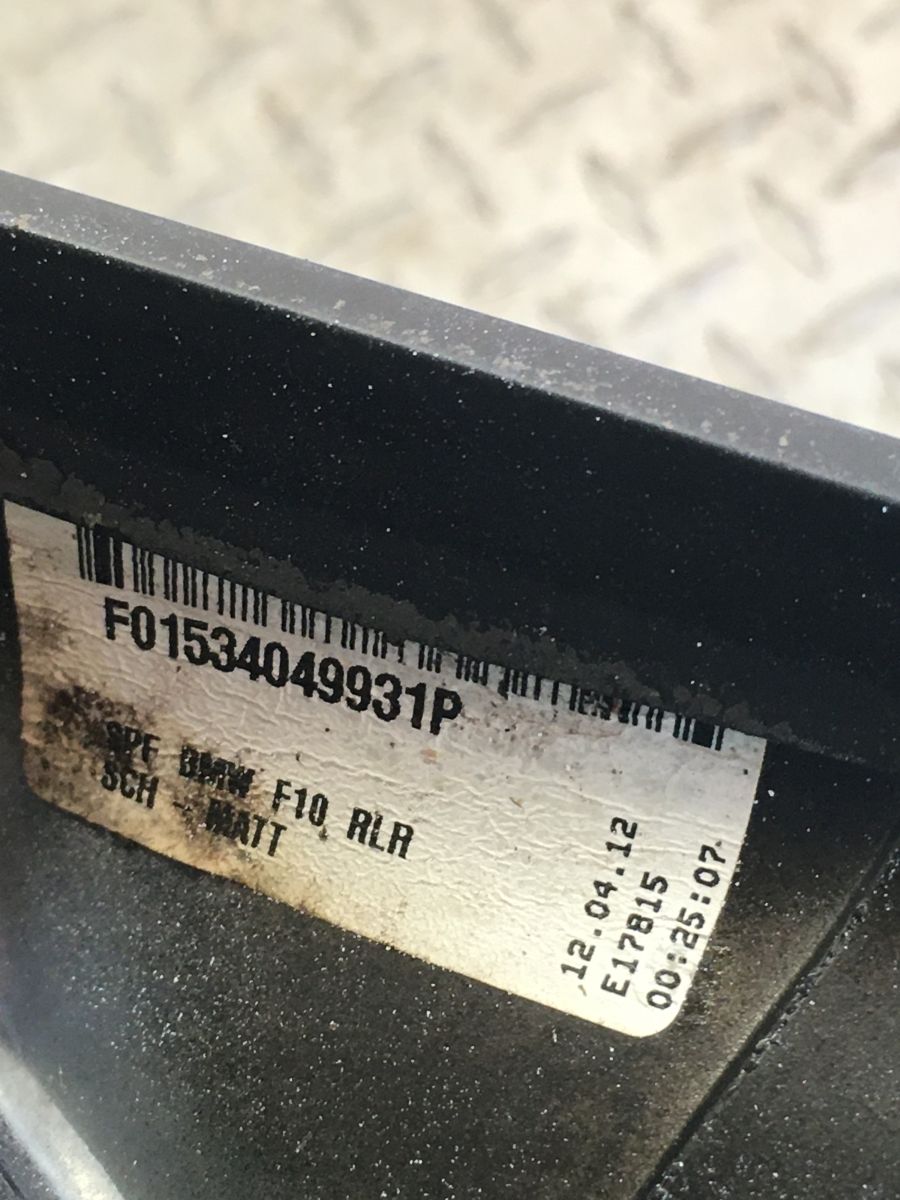 F01534049931P
SPF BMW F10 RLR
SCH - MATT
12.04.12
E17815
00:25:07